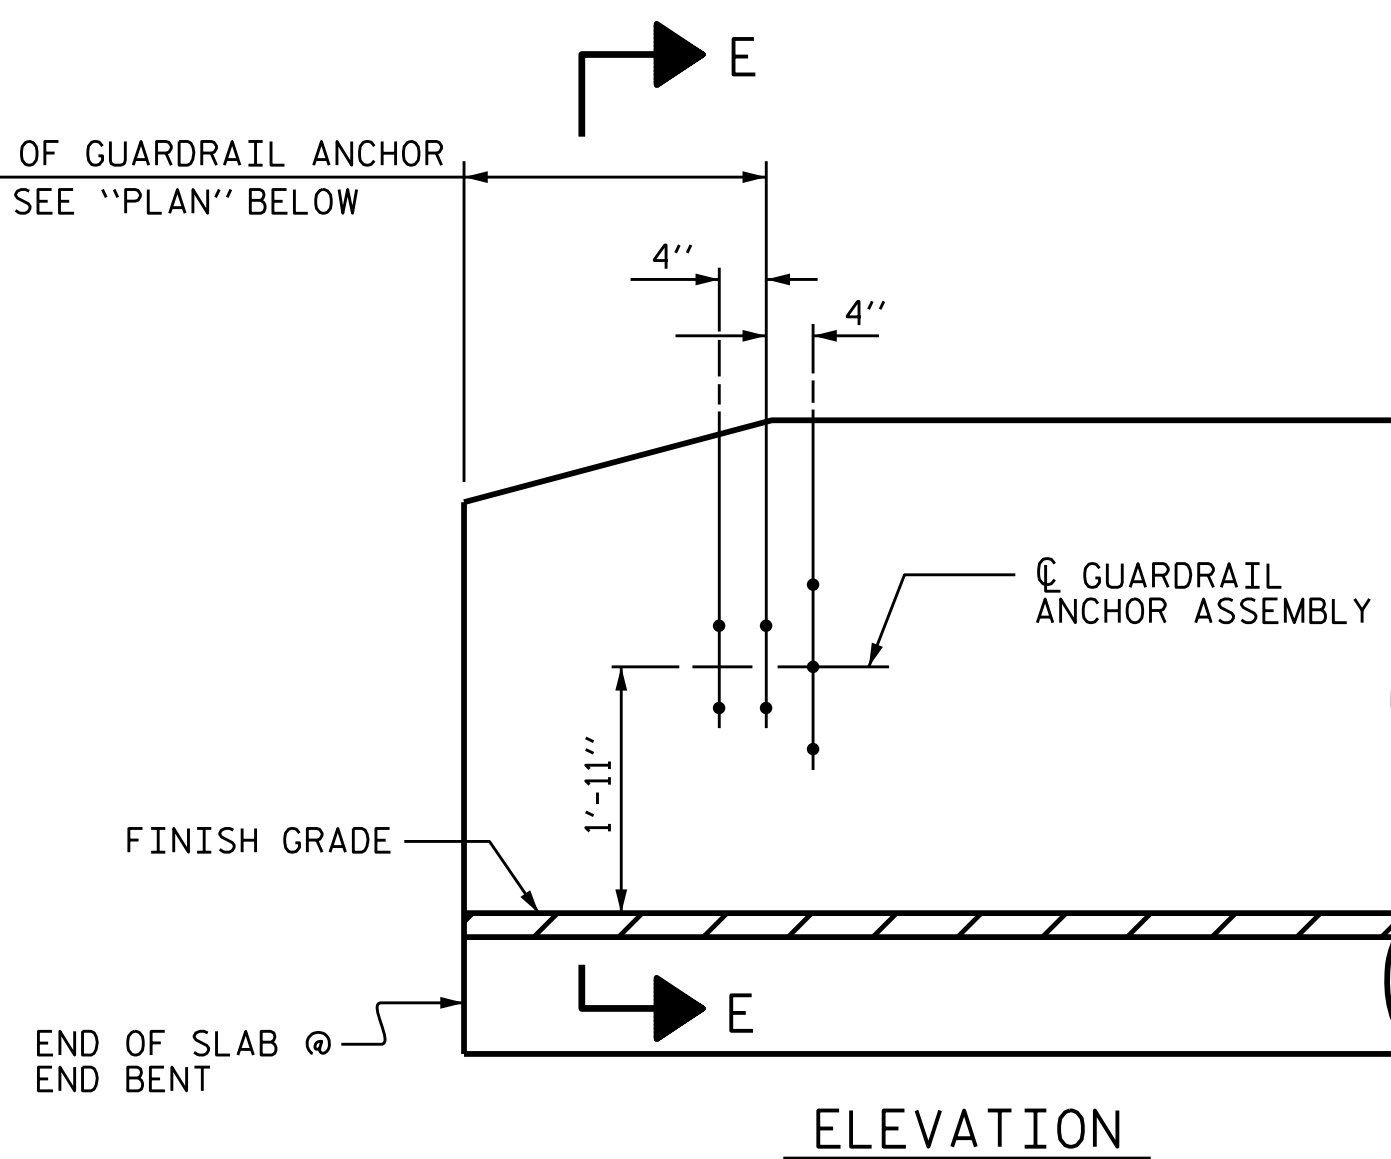 E
OF GUARDRAIL ANCHOR
SEE "PLAN" BELOW
4"
4"
℄ GUARDRAIL
ANCHOR ASSEMBLY
1'-11"
FINISH GRADE
E
END OF SLAB @
END BENT
ELEVATION